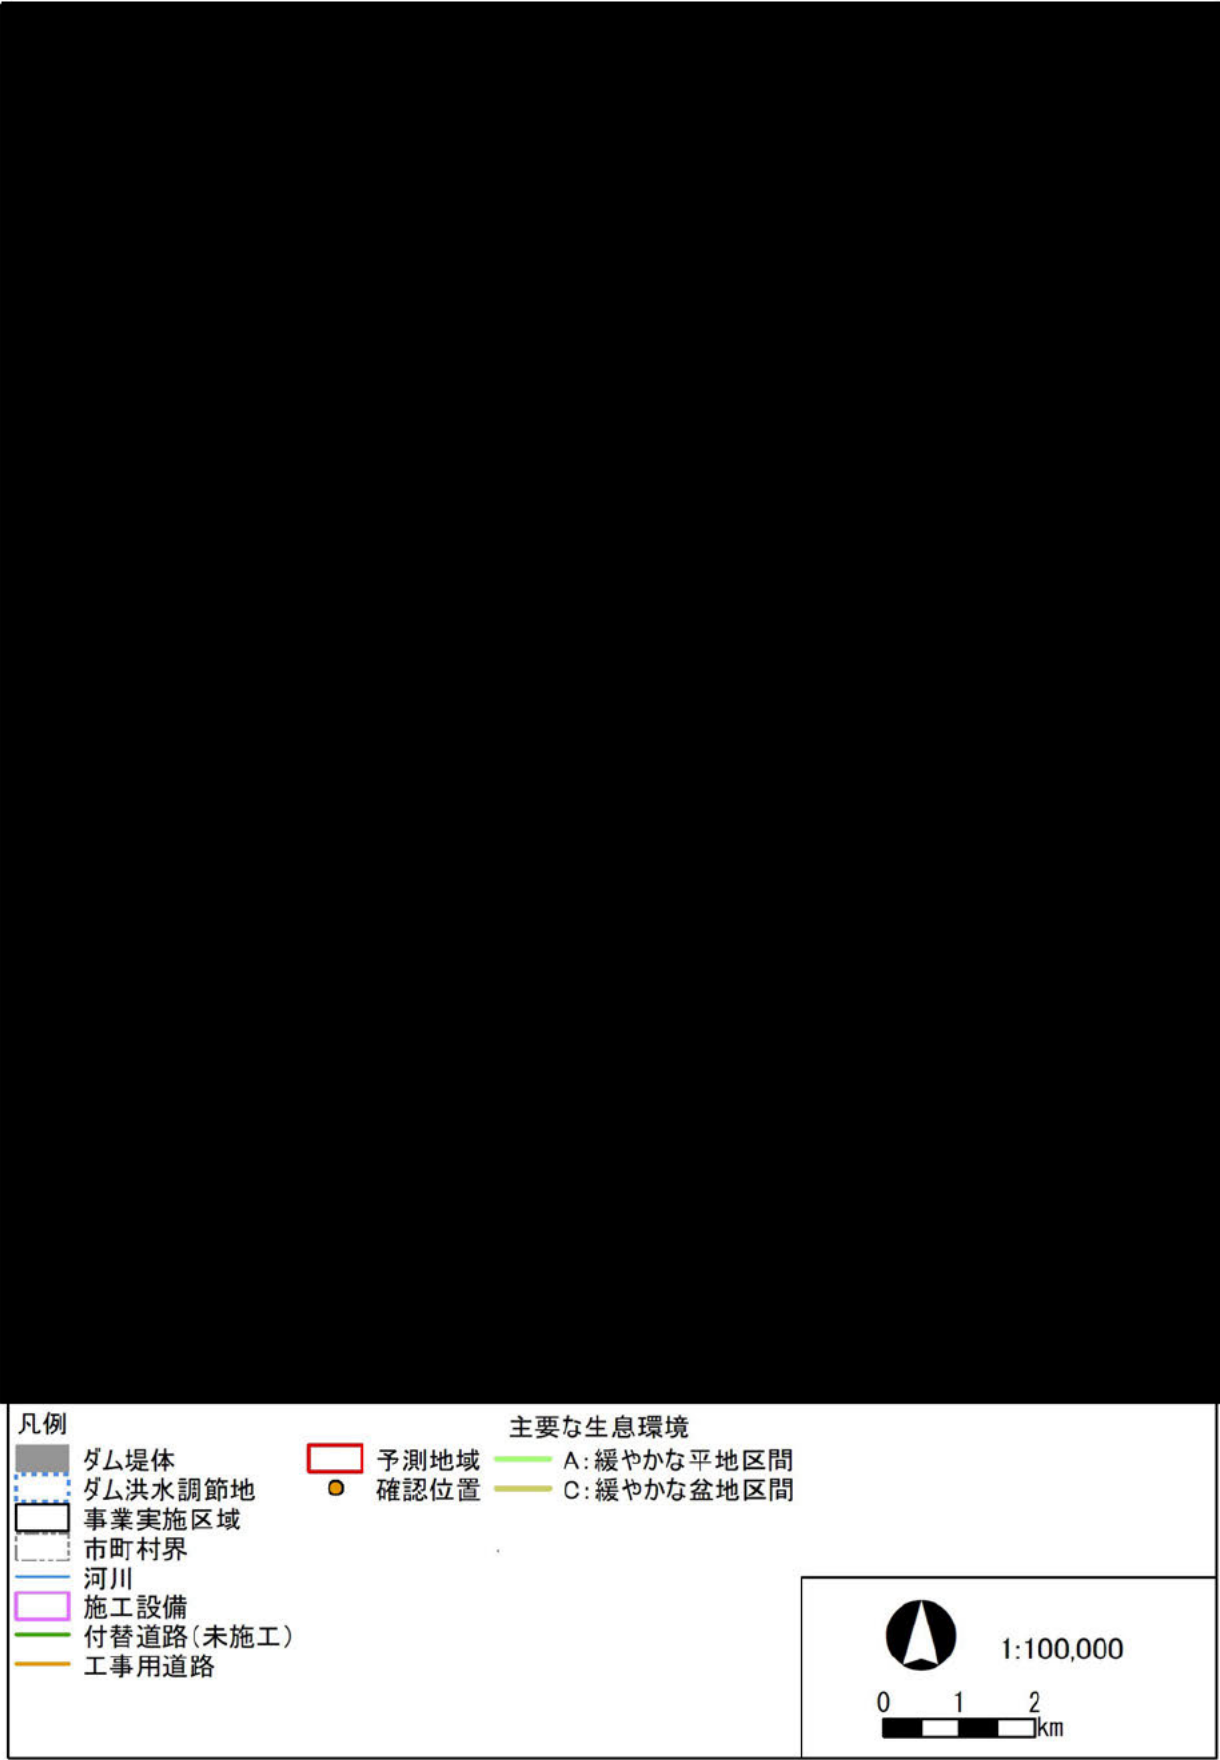 凡例
ダム堤体
ダム洪水調節地
事業実施区域
市町村界
河川
施工設備
付替道路(未施工)
工事用道路
予測地域
確認位置
主要な生息環境
A:緩やかな平地区間
C:緩やかな盆地区間
1:100,000
0 1 2
km